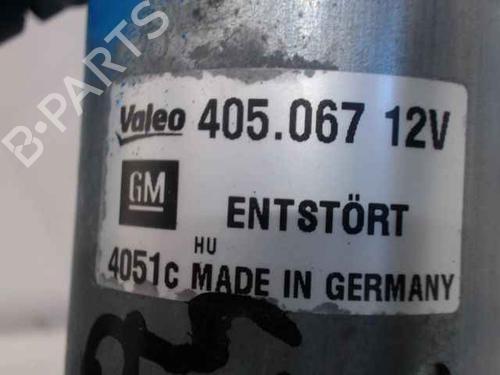 B-PARTS
Valeo 405.067 12V
GM
ENTSTÖRT
HU
4051c MADE IN GERMANY